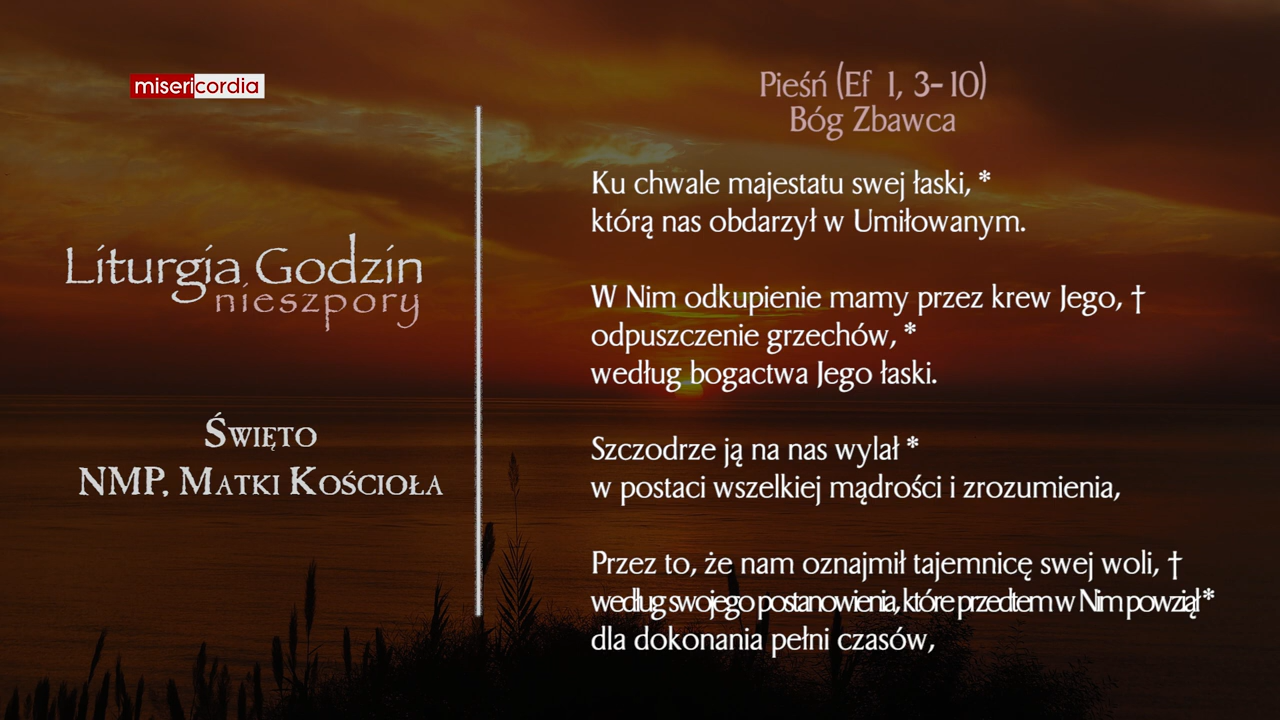 misericordia
Liturgia Godzin
nieszpory
Święto
NMP, Matki Kościoła
Pieśń (Ef 1, 3-10)
Bóg Zbawca
Ku chwale majestatu swej łaski, *
którą nas obdarzył w Umiłowanym.
W Nim odkupienie mamy przez krew Jego, †
odpuszczenie grzechów, *
według bogactwa Jego łaski.
Szczodrze ją na nas wylał *
w postaci wszelkiej mądrości i zrozumienia,
Przez to, że nam oznajmił tajemnicę swej woli, †
według swojego postanowienia, które przedtem w Nim powziął *
dla dokonania pełni czasów,